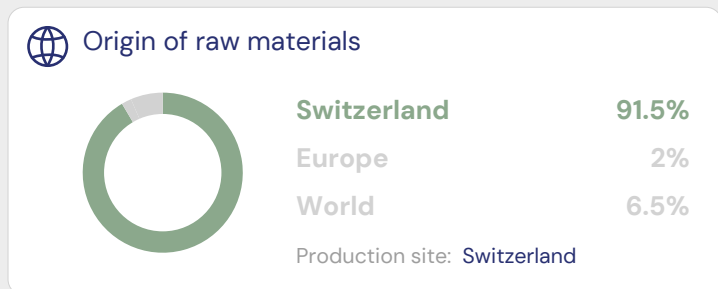 Origin of raw materials
Switzerland 91.5%
Europe 2%
World 6.5%
Production site: Switzerland